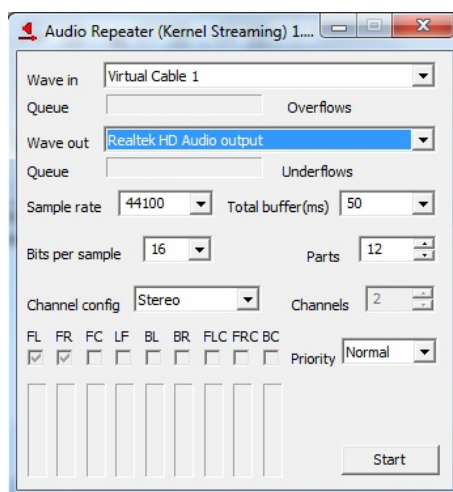 Audio Repeater (Kernel Streaming) 1....
Wave in Virtual Cable 1
Queue Overflows
Wave out Realtek HD Audio output
Queue Underflows
Sample rate 44100 Total buffer(ms) 50
Bits per sample 16 Parts 12
Channel config Stereo Channels 2
FL FR FC LF BL BR FLC FRC BC
Priority Normal
Start